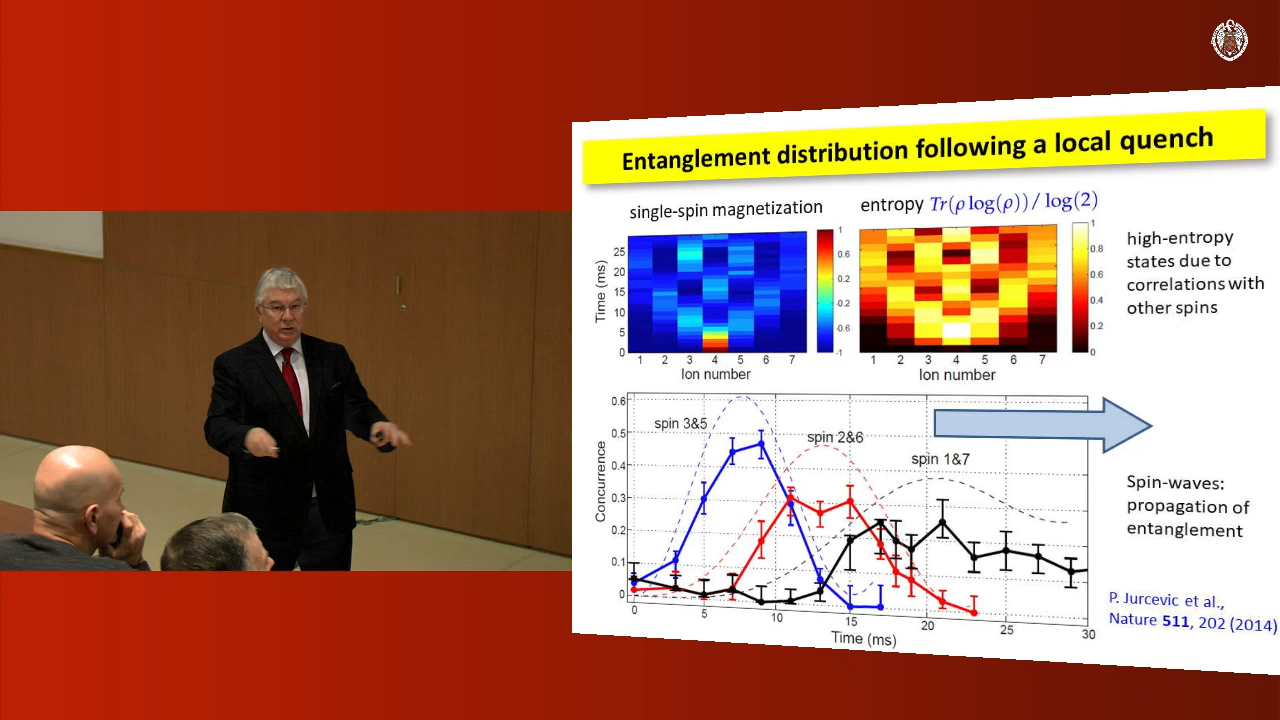 Entanglement distribution following a local quench
single-spin magnetization
entropy Tr(ρ log(ρ)) / log(2)
high-entropy
states due to
correlations with
other spins
Time (ms)
25
20
15
10
5
0
1 2 3 4 5 6 7
Ion number
1
0.6
0.2
-0.2
-0.6
-1
1 2 3 4 5 6 7
Ion number
1
0.8
0.6
0.4
0.2
0
Concurrence
0.6
0.5
0.4
0.3
0.2
0.1
0
spin 3&5
spin 2&6
spin 1&7
0 5 10 15 20 25 30
Time (ms)
Spin-waves:
propagation of
entanglement
P. Jurcevic et al.,
Nature 511, 202 (2014)